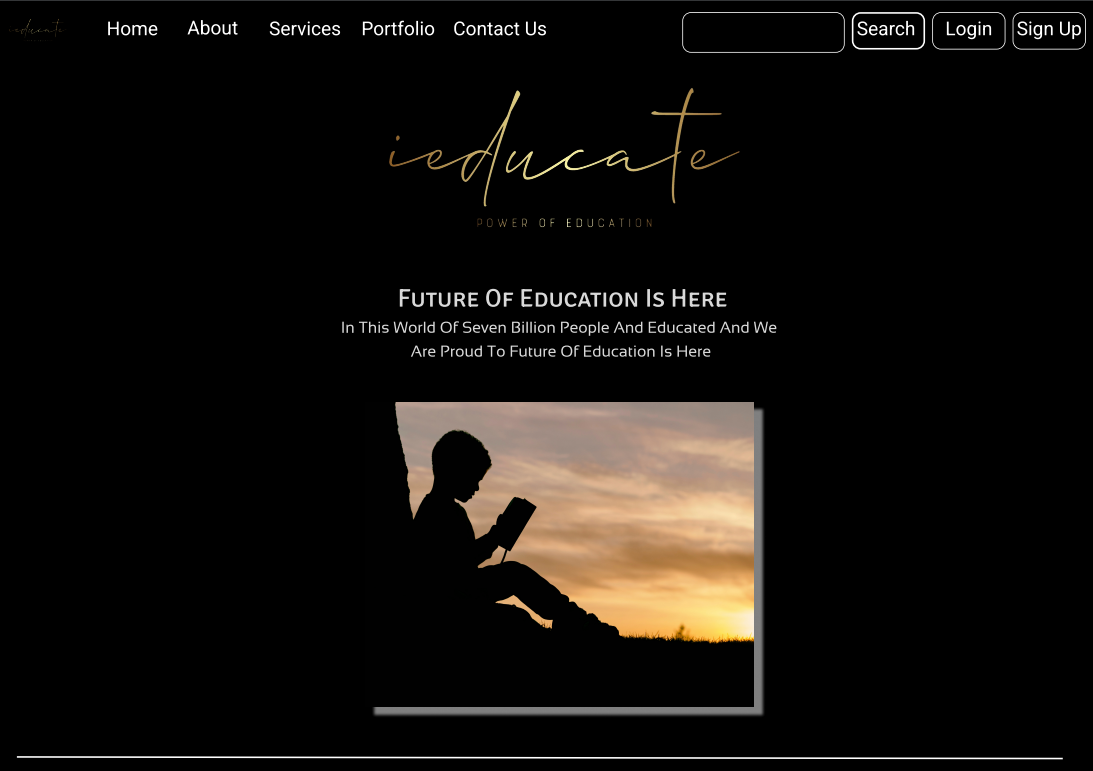 ieducate
Home About Services Portfolio Contact Us Search Login Sign Up
ieducate
POWER OF EDUCATION
Future Of Education Is Here
In This World Of Seven Billion People And Educated And We
Are Proud To Future Of Education Is Here